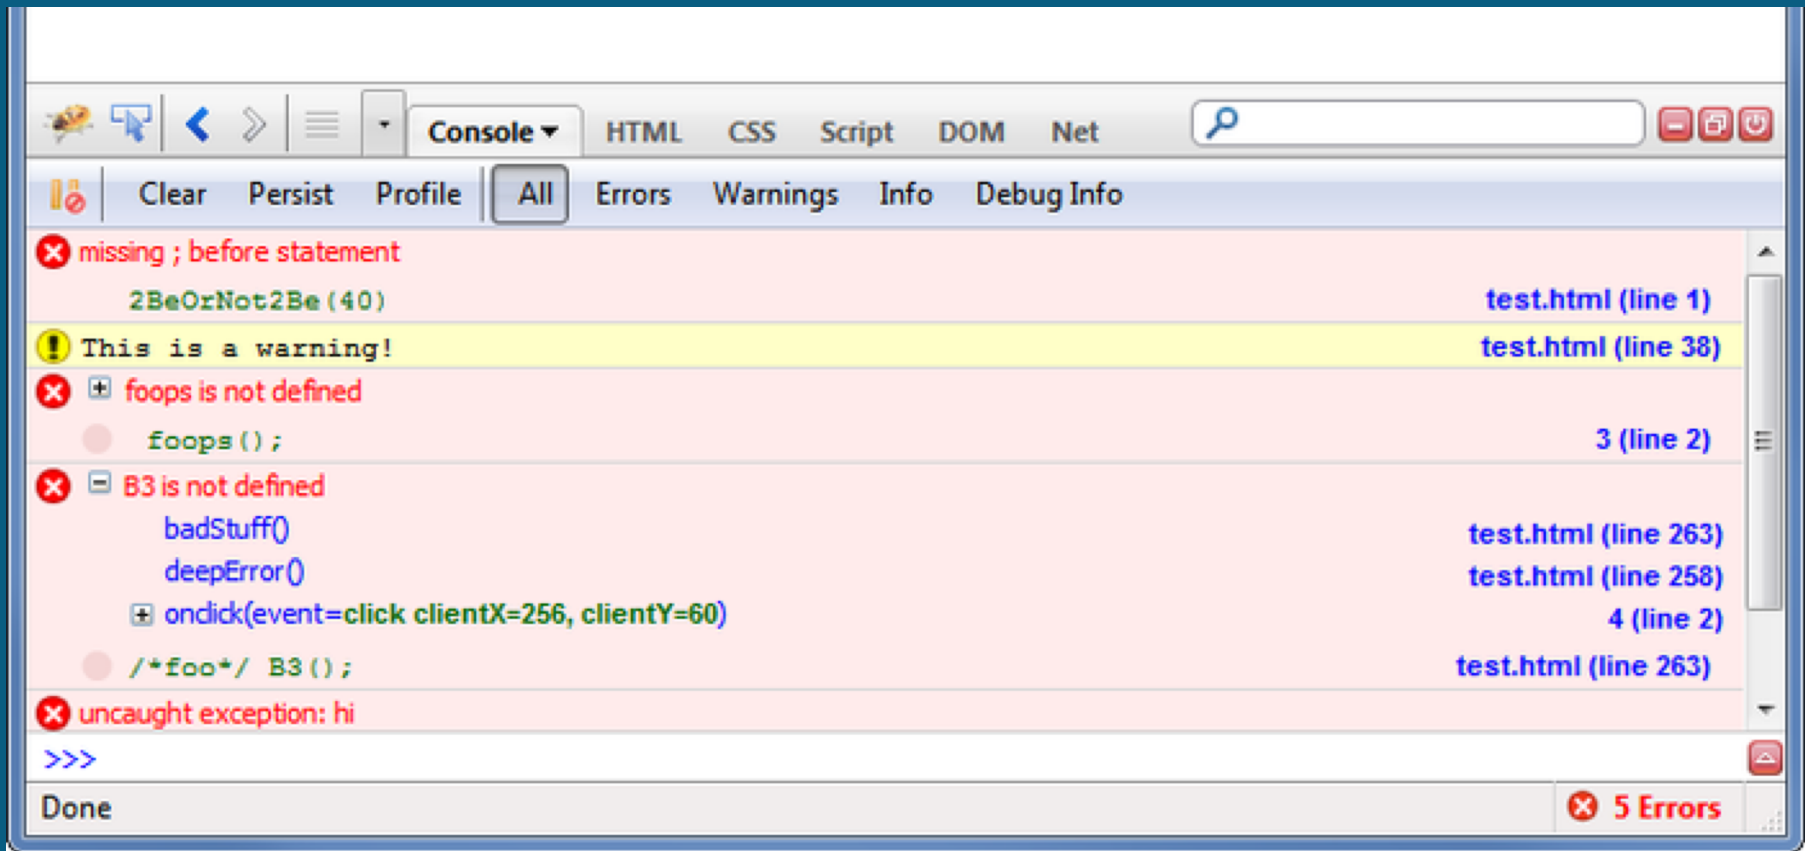 Console HTML CSS Script DOM Net
Clear Persist Profile All Errors Warnings Info Debug Info
missing ; before statement
2BeOrNot2Be(40) test.html (line 1)
This is a warning! test.html (line 38)
foops is not defined
foops(); 3 (line 2)
B3 is not defined
badStuff() test.html (line 263)
deepError() test.html (line 258)
onclick(event=click clientX=256, clientY=60) 4 (line 2)
/*foo*/ B3(); test.html (line 263)
uncaught exception: hi
>>>
Done 5 Errors